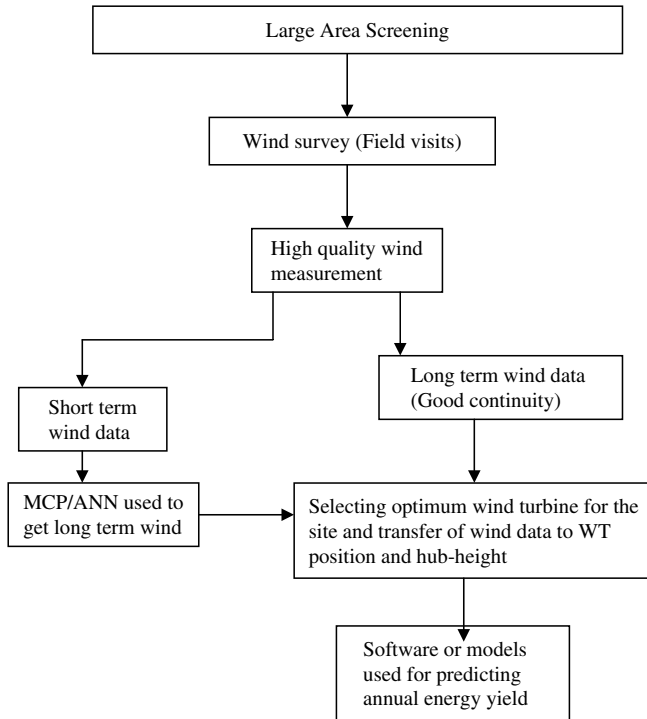 Large Area Screening
Wind survey (Field visits)
High quality wind
measurement
Short term
wind data
Long term wind data
(Good continuity)
MCP/ANN used to
get long term wind
Selecting optimum wind turbine for the
site and transfer of wind data to WT
position and hub-height
Software or models
used for predicting
annual energy yield